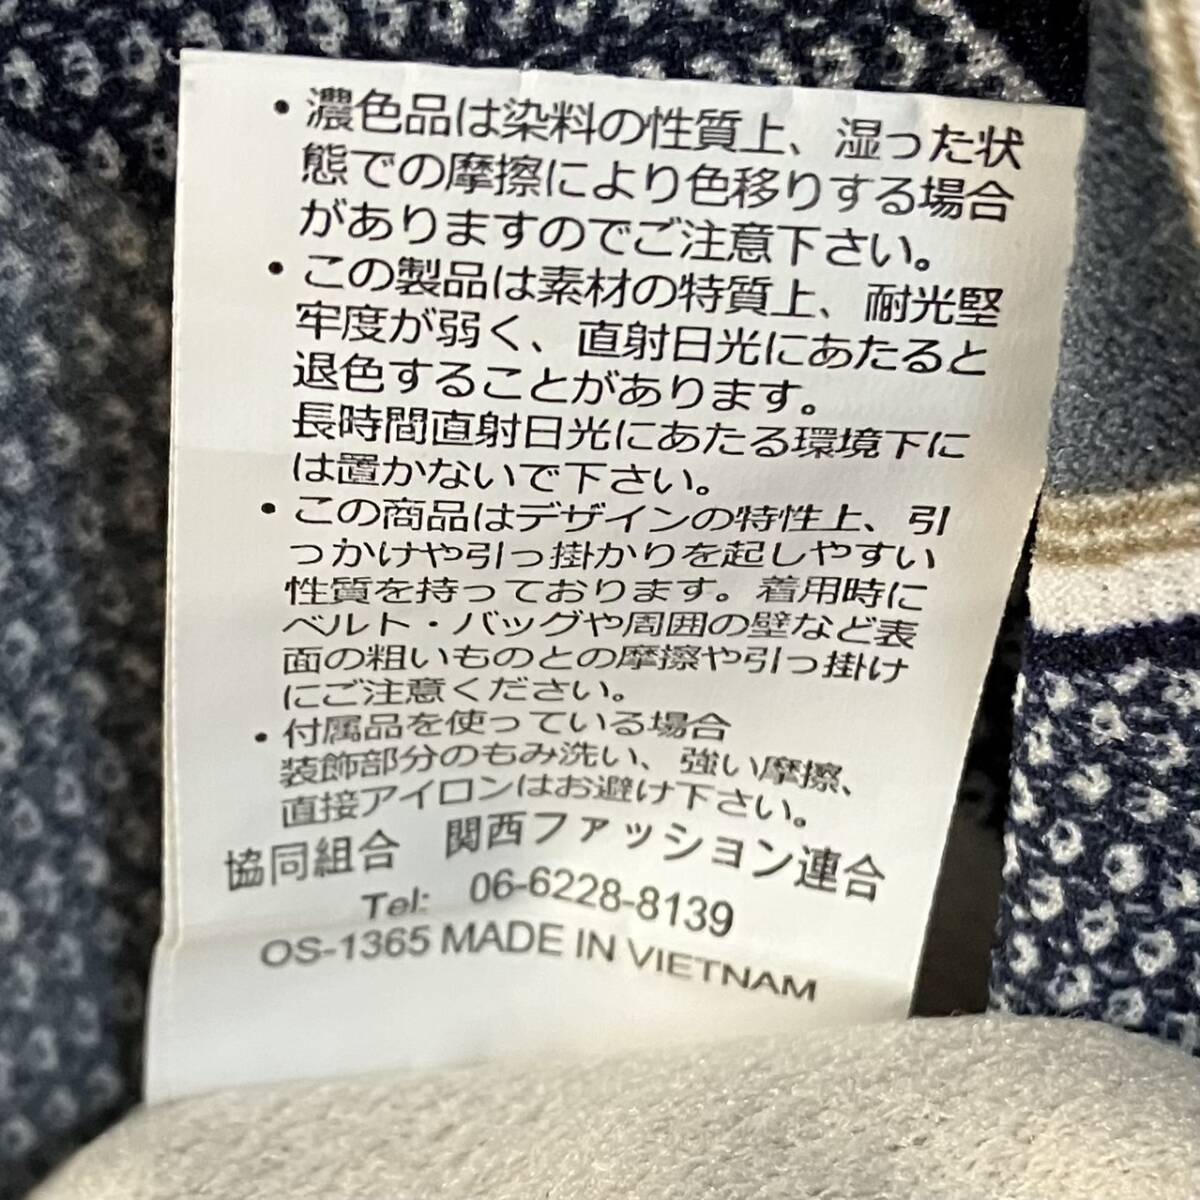 ・濃色品は染料の性質上、湿った状
態での摩擦により色移りする場合
がありますのでご注意下さい。
・この製品は素材の特質上、耐光堅
牢度が弱く、直射日光にあたると
退色することがあります。
長時間直射日光にあたる環境下に
は置かないで下さい。
・この商品はデザインの特性上、引
っかけや引っ掛かりを起しやすい
性質を持っております。着用時に
ベルト・バッグや周囲の壁など表
面の粗いものとの摩擦や引っ掛け
にご注意ください。
・付属品を使っている場合
装飾部分のもみ洗い、強い摩擦、
直接アイロンはお避け下さい。
協同組合 関西ファッション連合
Tel: 06-6228-8139
OS-1365 MADE IN VIETNAM